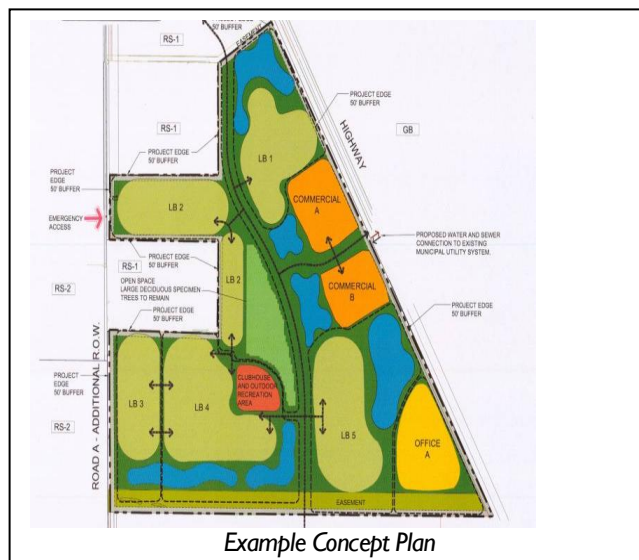 FROM HIGHWAY
RS-1
EASEMENT
PROJECT EDGE
50' BUFFER
HIGHWAY
GB
RS-1
PROJECT EDGE
50' BUFFER
LB 1
PROJECT
EDGE
50' BUFFER
LB 2
COMMERCIAL
A
EMERGENCY
ACCESS
PROPOSED WATER AND SEWER
CONNECTION TO EXISTING
MUNICIPAL UTILITY SYSTEM.
PROJECT EDGE
50' BUFFER
RS-1
LB 2
COMMERCIAL
B
RS-2
OPEN SPACE
LARGE DECIDUOUS SPECIMEN
TREES TO REMAIN
PROJECT EDGE
50' BUFFER
PROJECT EDGE
50' BUFFER
PROJECT
EDGE
50' BUFFER
CLUBHOUSE
AND OUTDOOR
RECREATION
AREA
LB 3
LB 4
RS-2
LB 5
OFFICE
A
ROAD A - ADDITIONAL R.O.W.
EASEMENT
Example Concept Plan